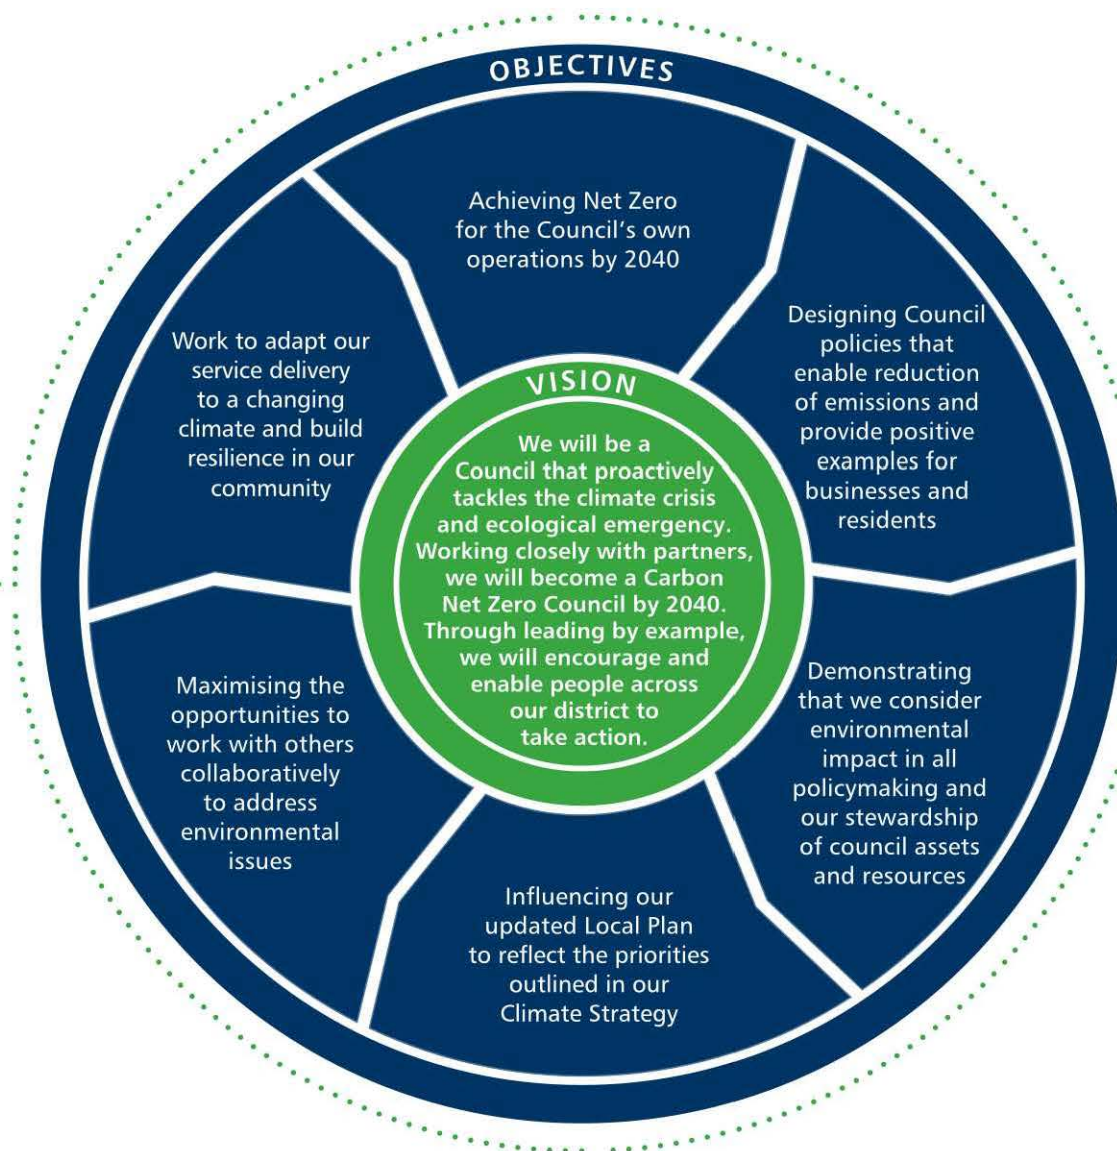 OBJECTIVES
Achieving Net Zero
for the Council's own
operations by 2040
Designing Council
policies that
enable reduction
of emissions and
provide positive
examples for
businesses and
residents
Demonstrating
that we consider
environmental
impact in all
policymaking and
our stewardship
of council assets
and resources
Influencing our
updated Local Plan
to reflect the priorities
outlined in our
Climate Strategy
Maximising the
opportunities to
work with others
collaboratively
to address
environmental
issues
Work to adapt our
service delivery
to a changing
climate and build
resilience in our
community
VISION
We will be a
Council that proactively
tackles the climate crisis
and ecological emergency.
Working closely with partners,
we will become a Carbon
Net Zero Council by 2040.
Through leading by example,
we will encourage and
enable people across
our district to
take action.